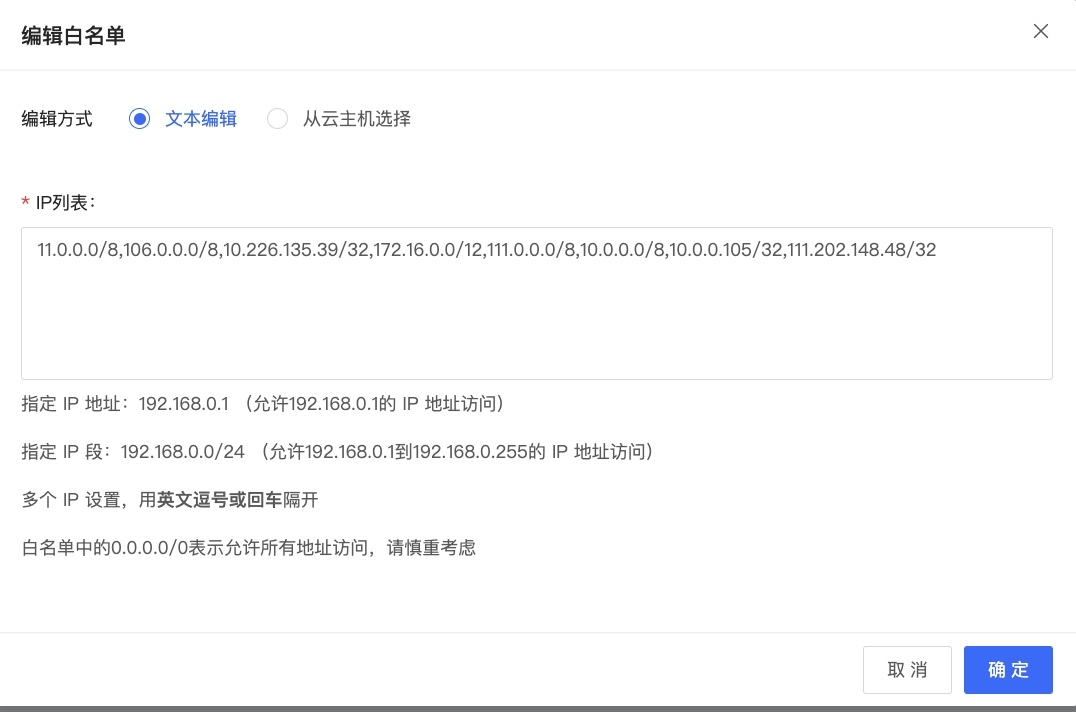 编辑白名单
编辑方式 文本编辑 从云主机选择
* IP列表：
11.0.0.0/8,106.0.0.0/8,10.226.135.39/32,172.16.0.0/12,111.0.0.0/8,10.0.0.0/8,10.0.0.105/32,111.202.148.48/32
指定 IP 地址：192.168.0.1 （允许192.168.0.1的 IP 地址访问）
指定 IP 段：192.168.0.0/24 （允许192.168.0.1到192.168.0.255的 IP 地址访问）
多个 IP 设置，用英文逗号或回车隔开
白名单中的0.0.0.0/0表示允许所有地址访问，请慎重考虑
取 消 确 定